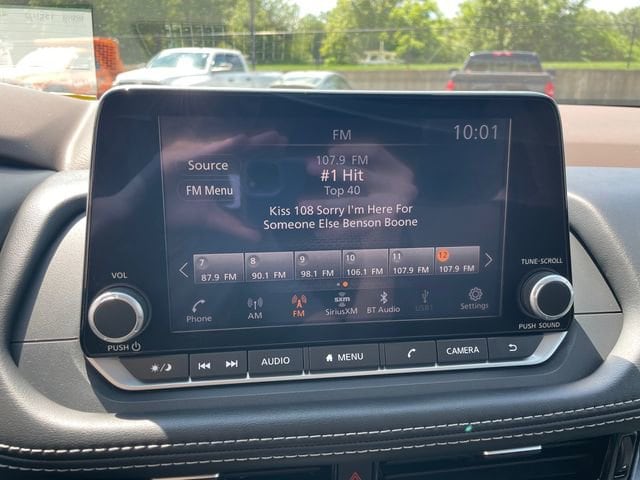 FM
10:01
Source
FM Menu
107.9 FM
#1 Hit
Top 40
Kiss 108 Sorry I'm Here For
Someone Else Benson Boone
7 8 9 10 11 12
87.9 FM 90.1 FM 98.1 FM 106.1 FM 107.9 FM 107.9 FM
Phone AM FM SiriusXM BT Audio USB1 Settings
sxm
VOL
PUSH
TUNE·SCROLL
PUSH SOUND
AUDIO MENU CAMERA